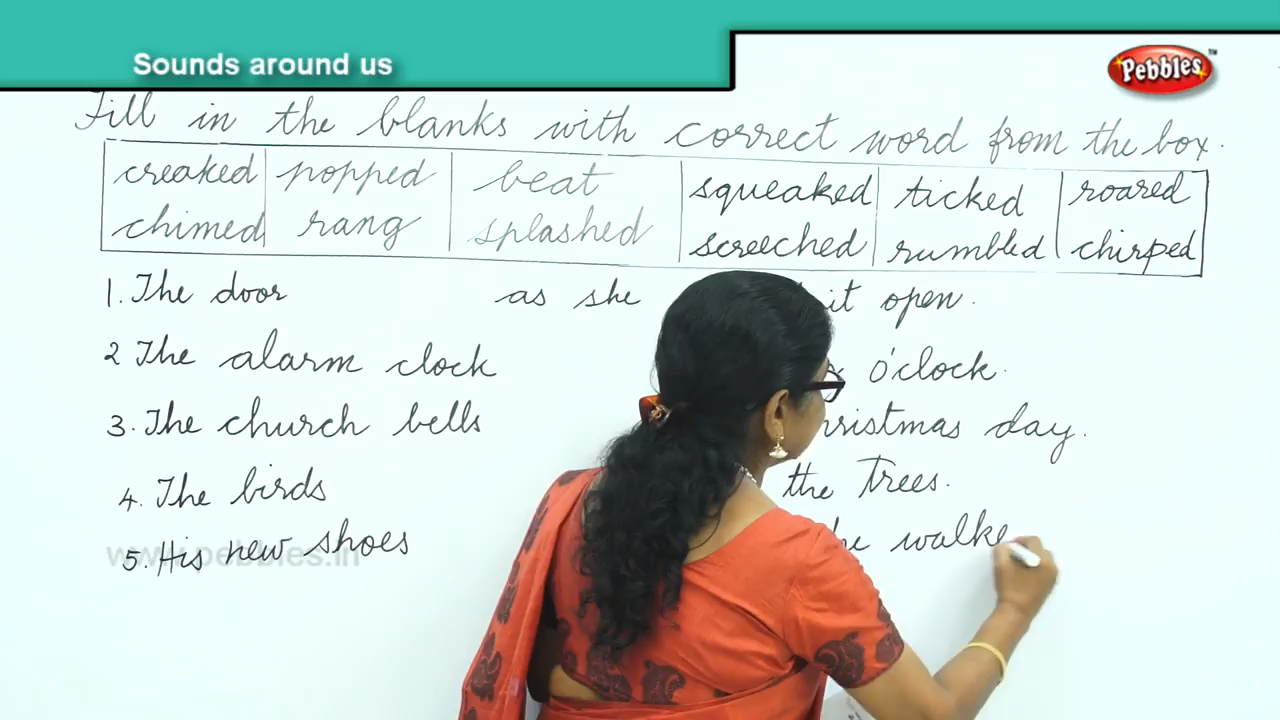 Sounds around us
Pebbles™
Fill in the blanks with correct word from the box.
creaked popped beat squeaked ticked roared
chimed rang splashed screeched rumbled chirped
1. The door as she it open.
2 The alarm clock o'clock.
3. The church bells day.
4. The birds the trees.
5. His new shoes walke
www.pebbles.in